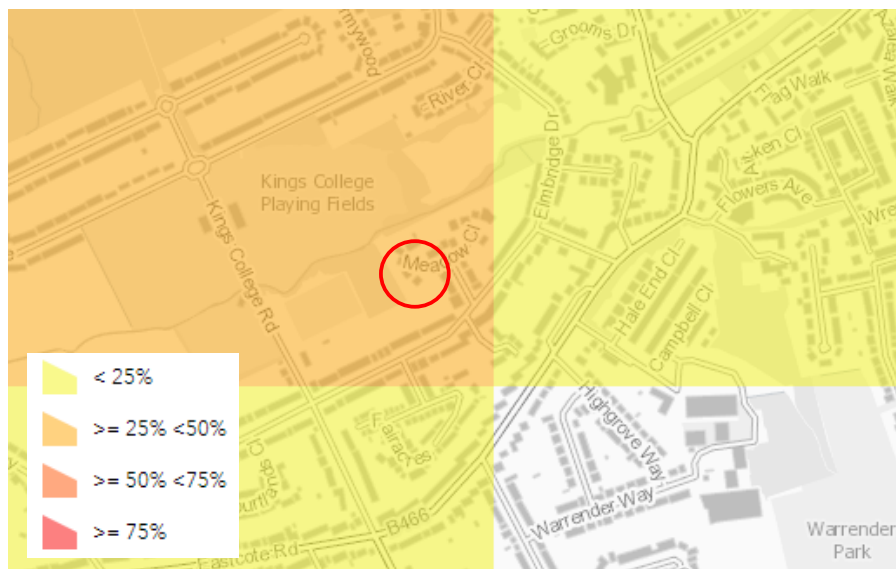 Grooms Dr
River Cl
Flag Walk
Aitken Cl
Elmbridge Dr
Flowers Ave
Kings College
Playing Fields
Kings College Rd
Meadow Cl
Hale End Cl
Campbell Cl
< 25%
>= 25% <50%
>= 50% <75%
>= 75%
Highgrove Way
Fairacres
Warrender Way
B466
Eastcote Rd
Warrender
Park